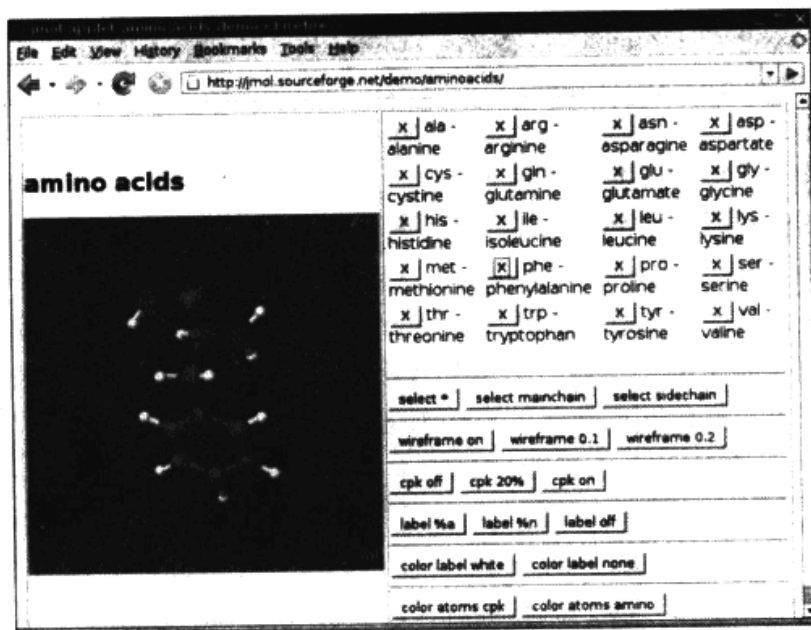 File Edit View History Bookmarks Tools Help
http://jmol.sourceforge.net/demo/aminoacids/
amino acids
x ala - x arg - x asn - x asp -
alanine arginine asparagine aspartate
x cys - x gln - x glu - x gly -
cystine glutamine glutamate glycine
x his - x ile - x leu - x lys -
histidine isoleucine leucine lysine
x met - x phe - x pro - x ser -
methionine phenylalanine proline serine
x thr - x trp - x tyr - x val -
threonine tryptophan tyrosine valine
select * select mainchain select sidechain
wireframe on wireframe 0.1 wireframe 0.2
cpk off cpk 20% cpk on
label %a label %n label off
color label white color label none
color atoms cpk color atoms amino